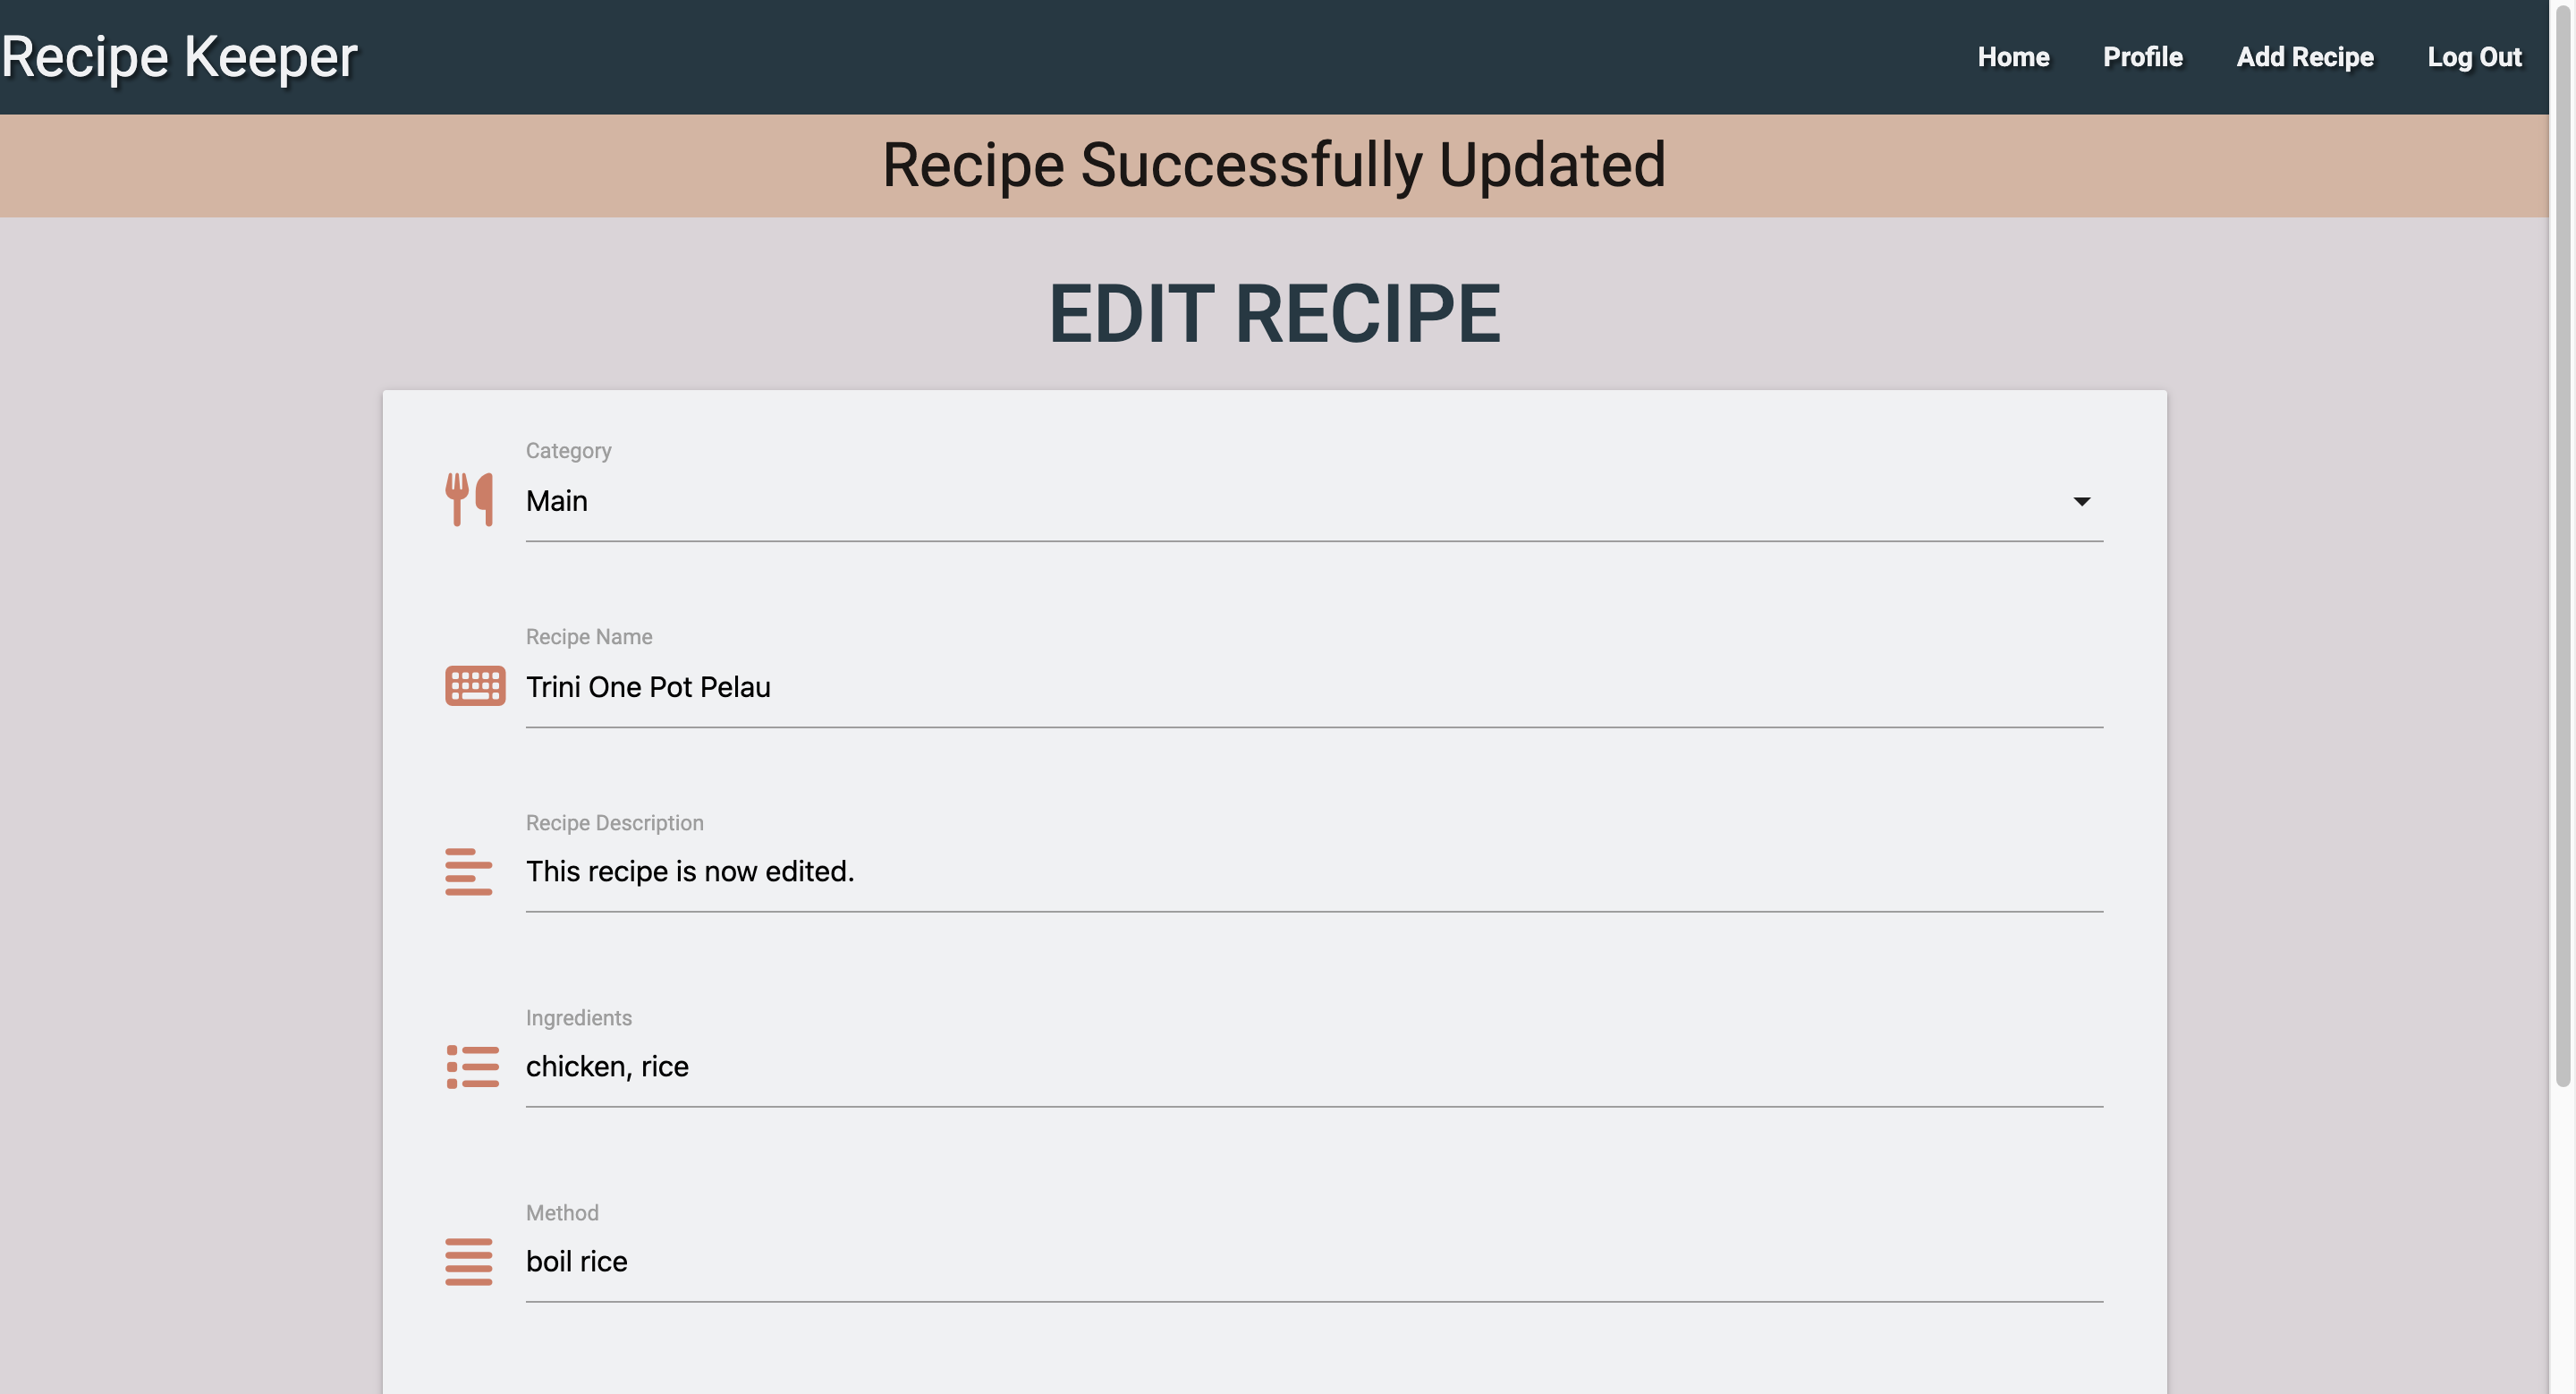 Recipe Keeper
Home Profile Add Recipe Log Out
Recipe Successfully Updated
EDIT RECIPE
Category
Main
Recipe Name
Trini One Pot Pelau
Recipe Description
This recipe is now edited.
Ingredients
chicken, rice
Method
boil rice